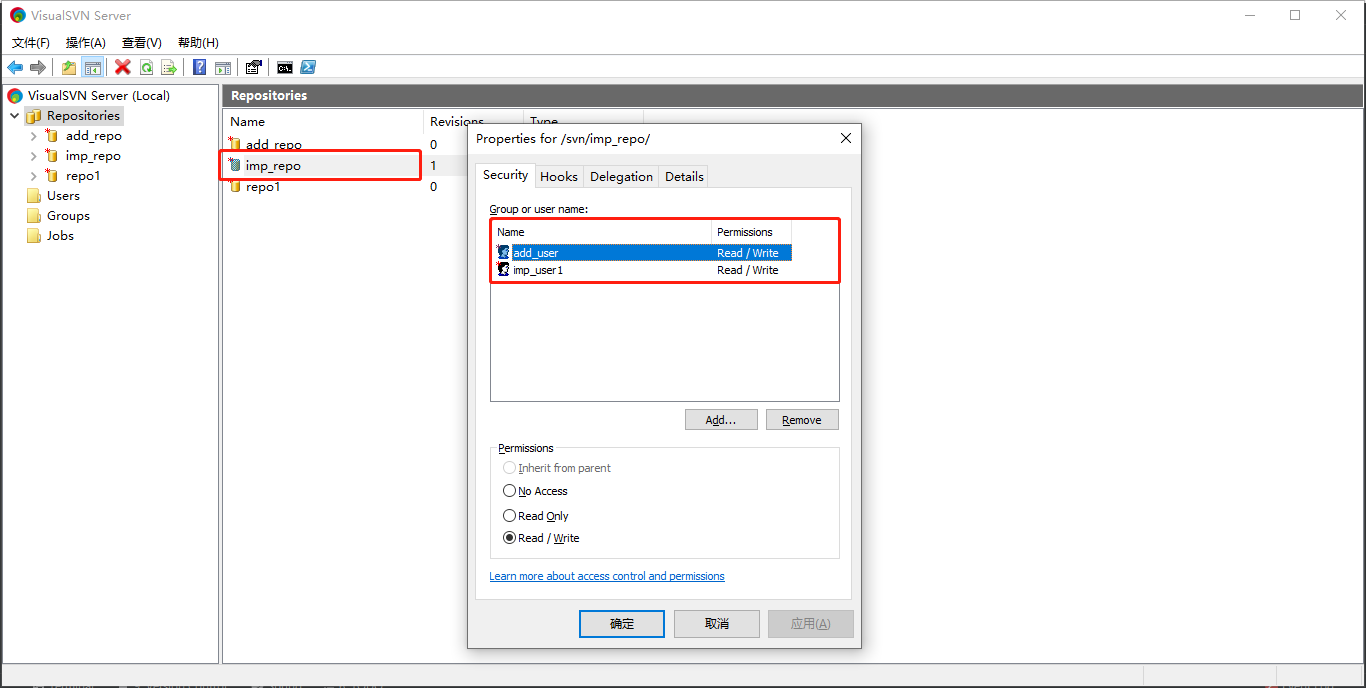 VisualSVN Server
文件(F) 操作(A) 查看(V) 帮助(H)
VisualSVN Server (Local)
Repositories
add_repo
imp_repo
repo1
Users
Groups
Jobs
Repositories
Name Revisions Type
add_repo 0
imp_repo 1
repo1 0
Properties for /svn/imp_repo/
Security Hooks Delegation Details
Group or user name:
Name Permissions
add_user Read / Write
imp_user1 Read / Write
Add... Remove
Permissions
Inherit from parent
No Access
Read Only
Read / Write
Learn more about access control and permissions
确定 取消 应用(A)